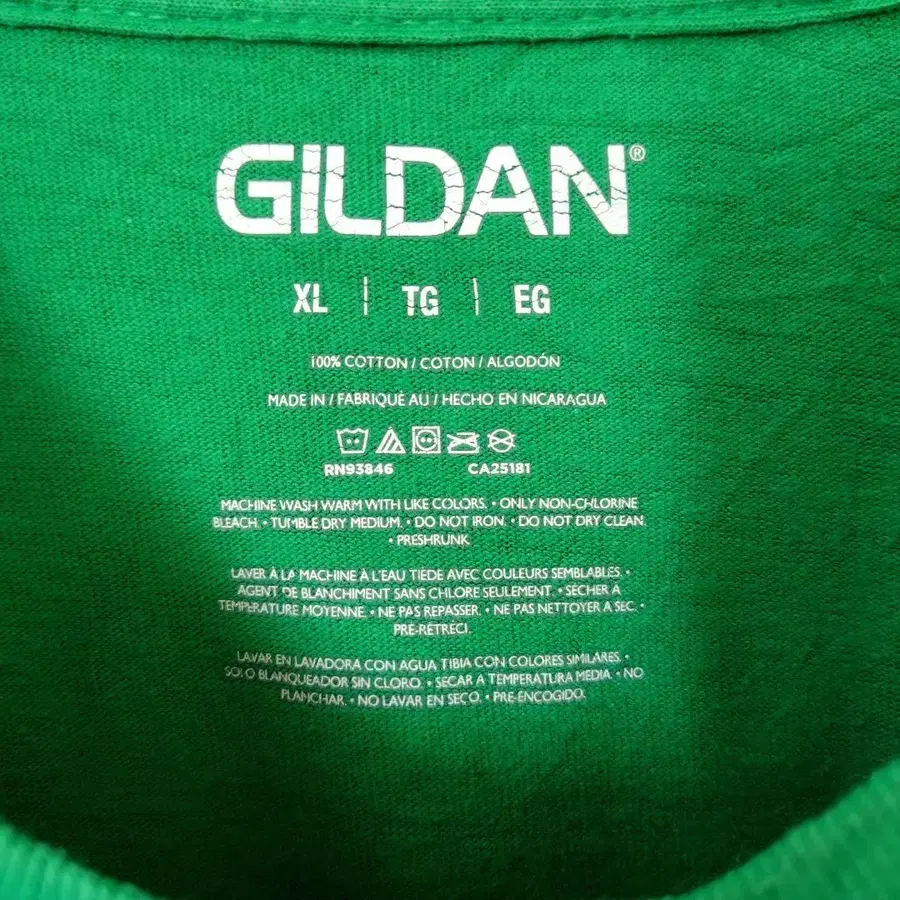 GILDAN®
XL | TG | EG
100% COTTON / COTON / ALGODÓN
MADE IN / FABRIQUÉ AU / HECHO EN NICARAGUA
RN93846 CA25181
MACHINE WASH WARM WITH LIKE COLORS. • ONLY NON-CHLORINE
BLEACH. • TUMBLE DRY MEDIUM. • DO NOT IRON. • DO NOT DRY CLEAN.
• PRESHRUNK
LAVER À LA MACHINE À L'EAU TIÈDE AVEC COULEURS SEMBLABLES. •
AGENT DE BLANCHIMENT SANS CHLORE SEULEMENT. • SÉCHER À
TEMPÉRATURE MOYENNE. • NE PAS REPASSER. • NE PAS NETTOYER À SEC. •
PRÉ-RÉTRÉCI.
LAVAR EN LAVADORA CON AGUA TIBIA CON COLORES SIMILARES. •
SOLO BLANQUEADOR SIN CLORO. • SECAR A TEMPERATURA MEDIA. • NO
PLANCHAR. • NO LAVAR EN SECO. • PRE-ENCOGIDO.